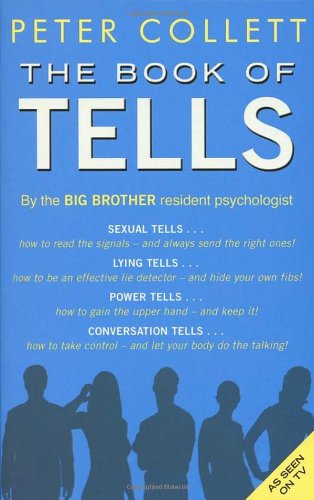 PETER COLLETT
THE BOOK OF
TELLS
By the BIG BROTHER resident psychologist
SEXUAL TELLS . . .
how to read the signals – and always send the right ones!
LYING TELLS . . .
how to be an effective lie detector – and hide your own fibs!
POWER TELLS . . .
how to gain the upper hand – and keep it!
CONVERSATION TELLS . . .
how to take control – and let your body do the talking!
AS SEEN
ON TV
Copyrighted Material